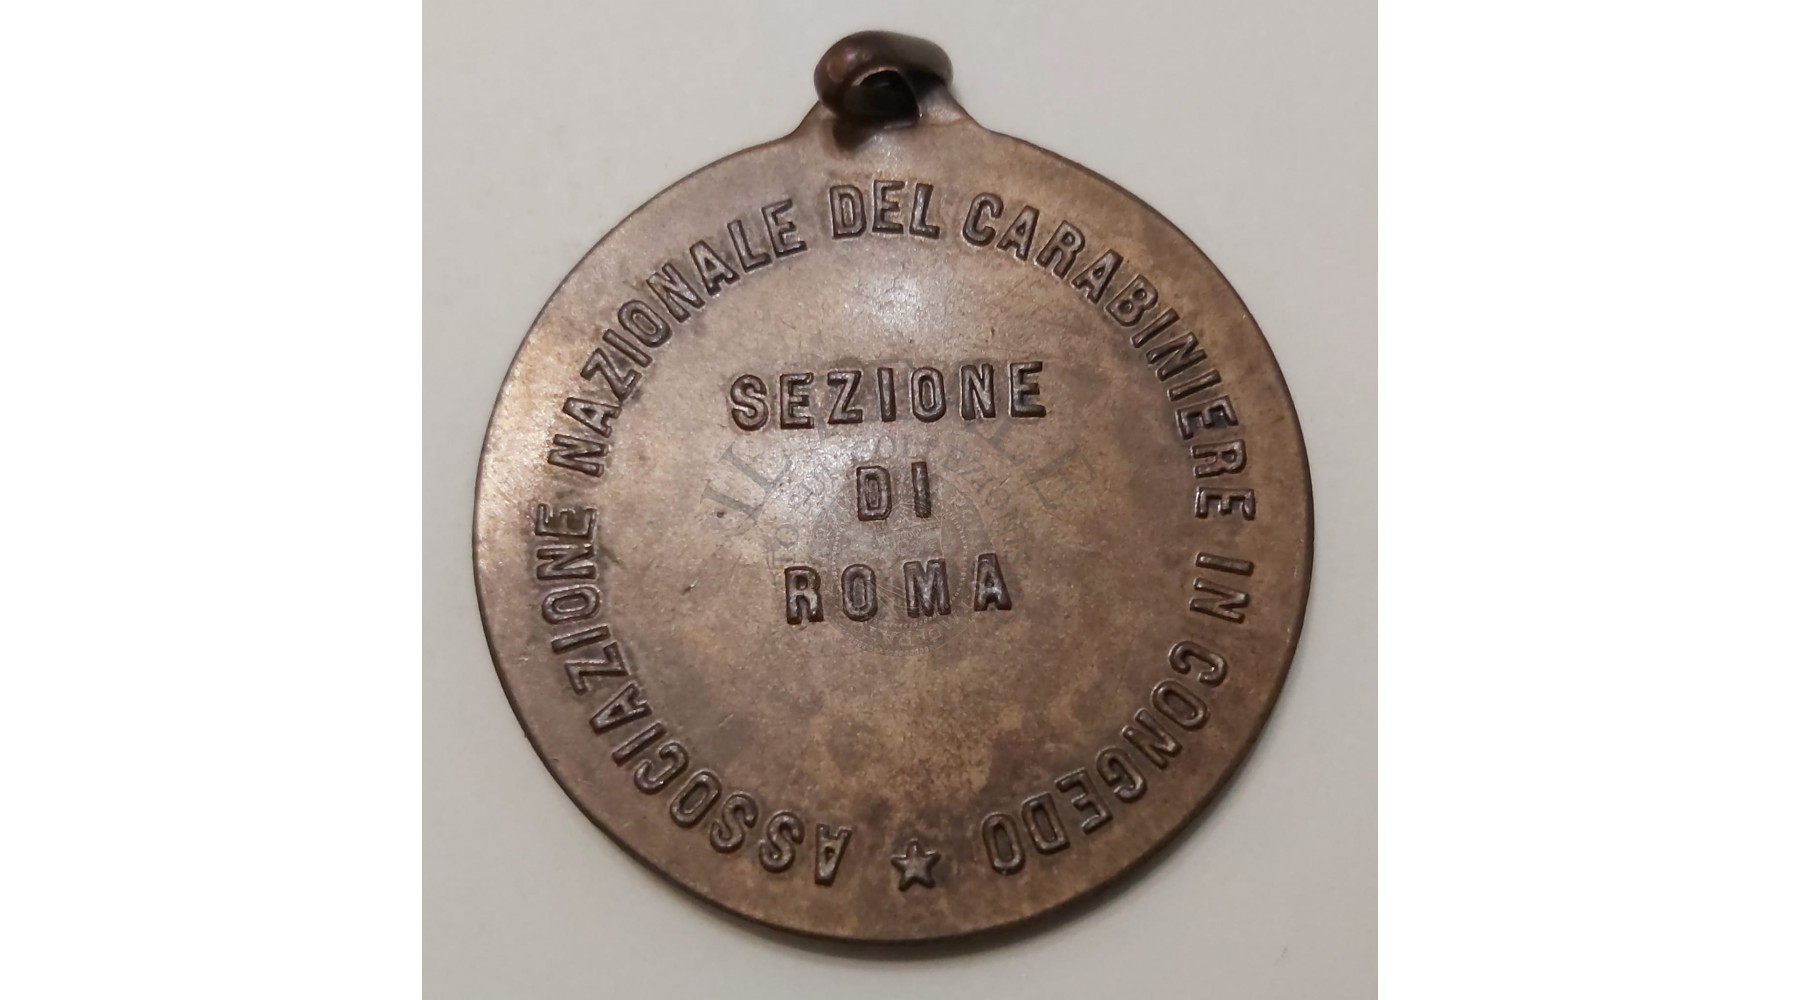 ASSOCIAZIONE NAZIONALE DEL CARABINIERE IN CONGEDO
SEZIONE
DI
ROMA